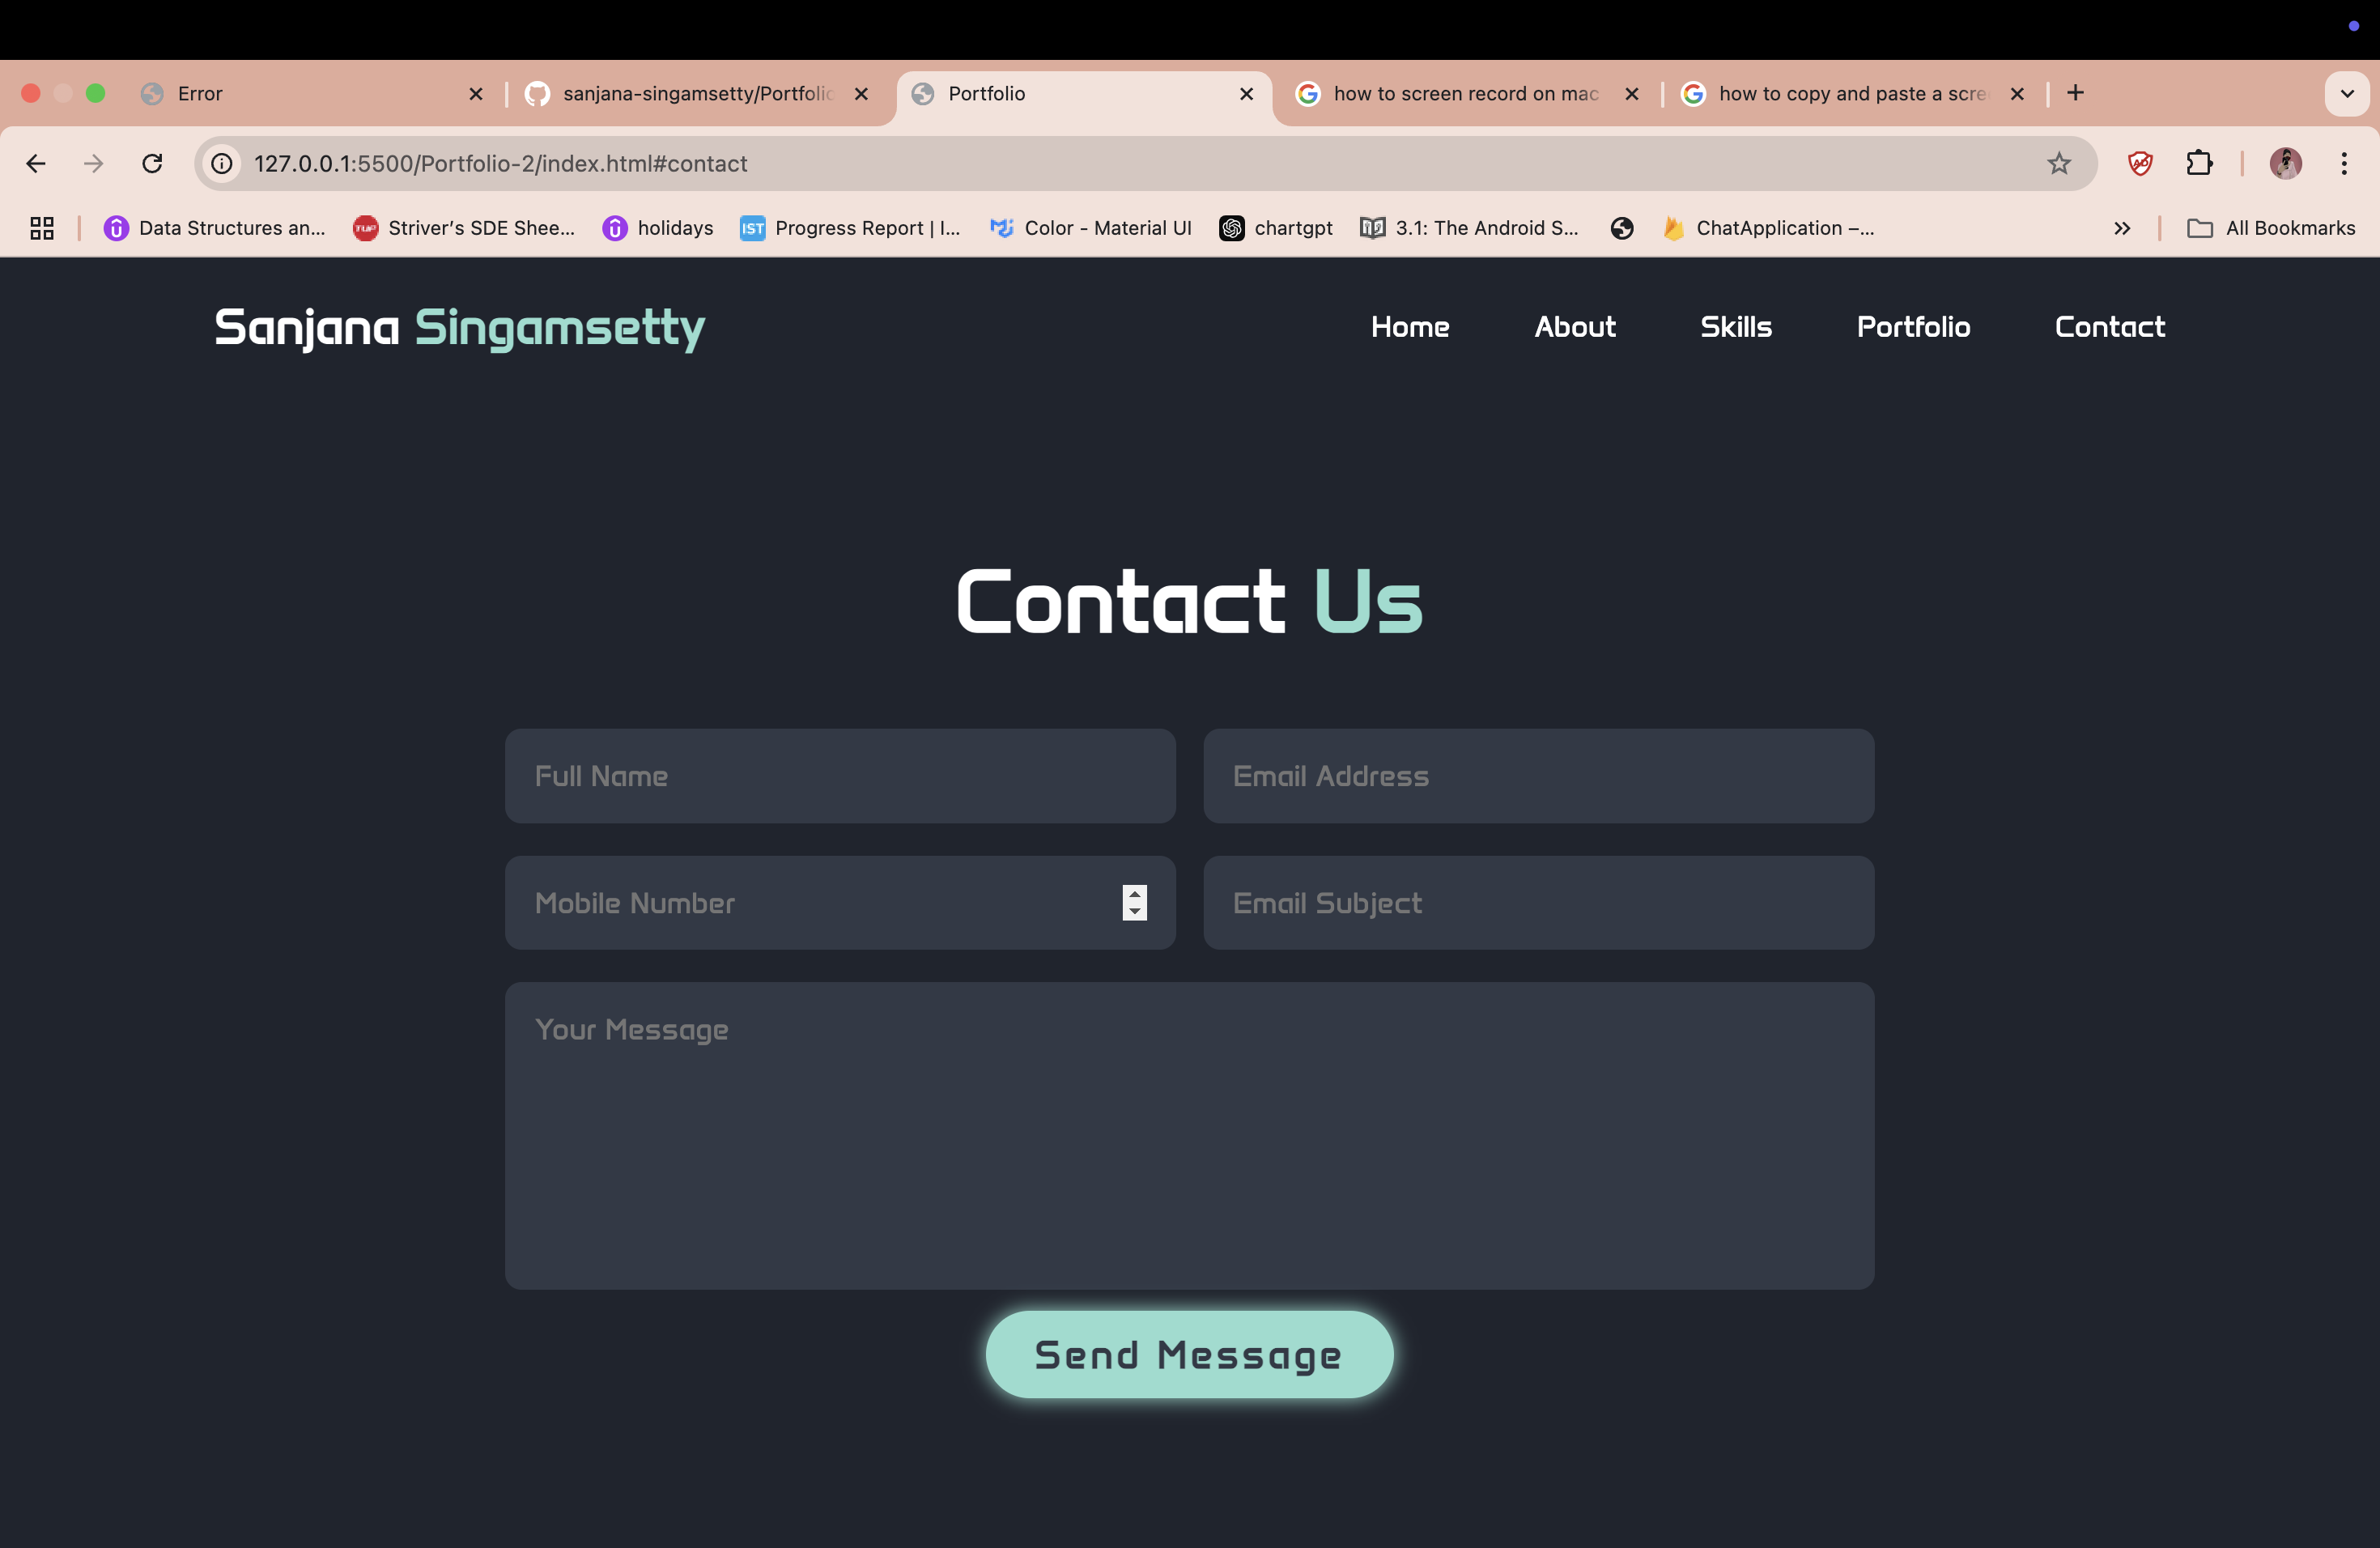 Error
sanjana-singamsetty/Portfolio
Portfolio
how to screen record on mac
how to copy and paste a scre
127.0.0.1:5500/Portfolio-2/index.html#contact
Data Structures an...
Striver's SDE Shee...
holidays
IST
Progress Report | I...
Color - Material UI
chartgpt
3.1: The Android S...
ChatApplication –...
All Bookmarks
Sanjana Singamsetty
Home
About
Skills
Portfolio
Contact
Contact Us
Full Name
Email Address
Mobile Number
Email Subject
Your Message
Send Message